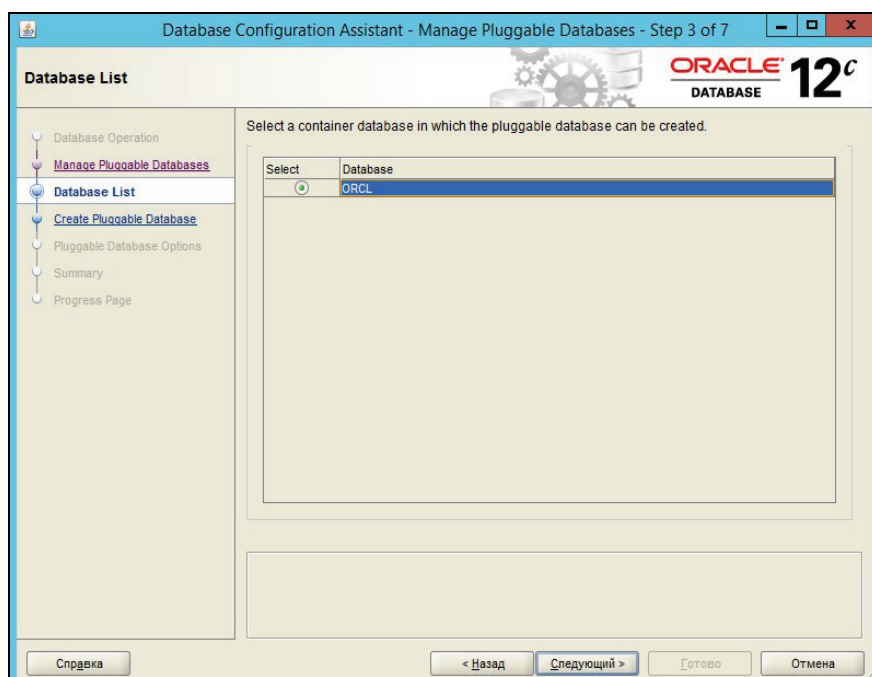 Database Configuration Assistant - Manage Pluggable Databases - Step 3 of 7
Database List
ORACLE
DATABASE
12c
Database Operation
Manage Pluggable Databases
Database List
Create Pluggable Database
Pluggable Database Options
Summary
Progress Page
Select a container database in which the pluggable database can be created.
Select Database
ORCL
Справка
< Назад
Следующий >
Готово
Отмена